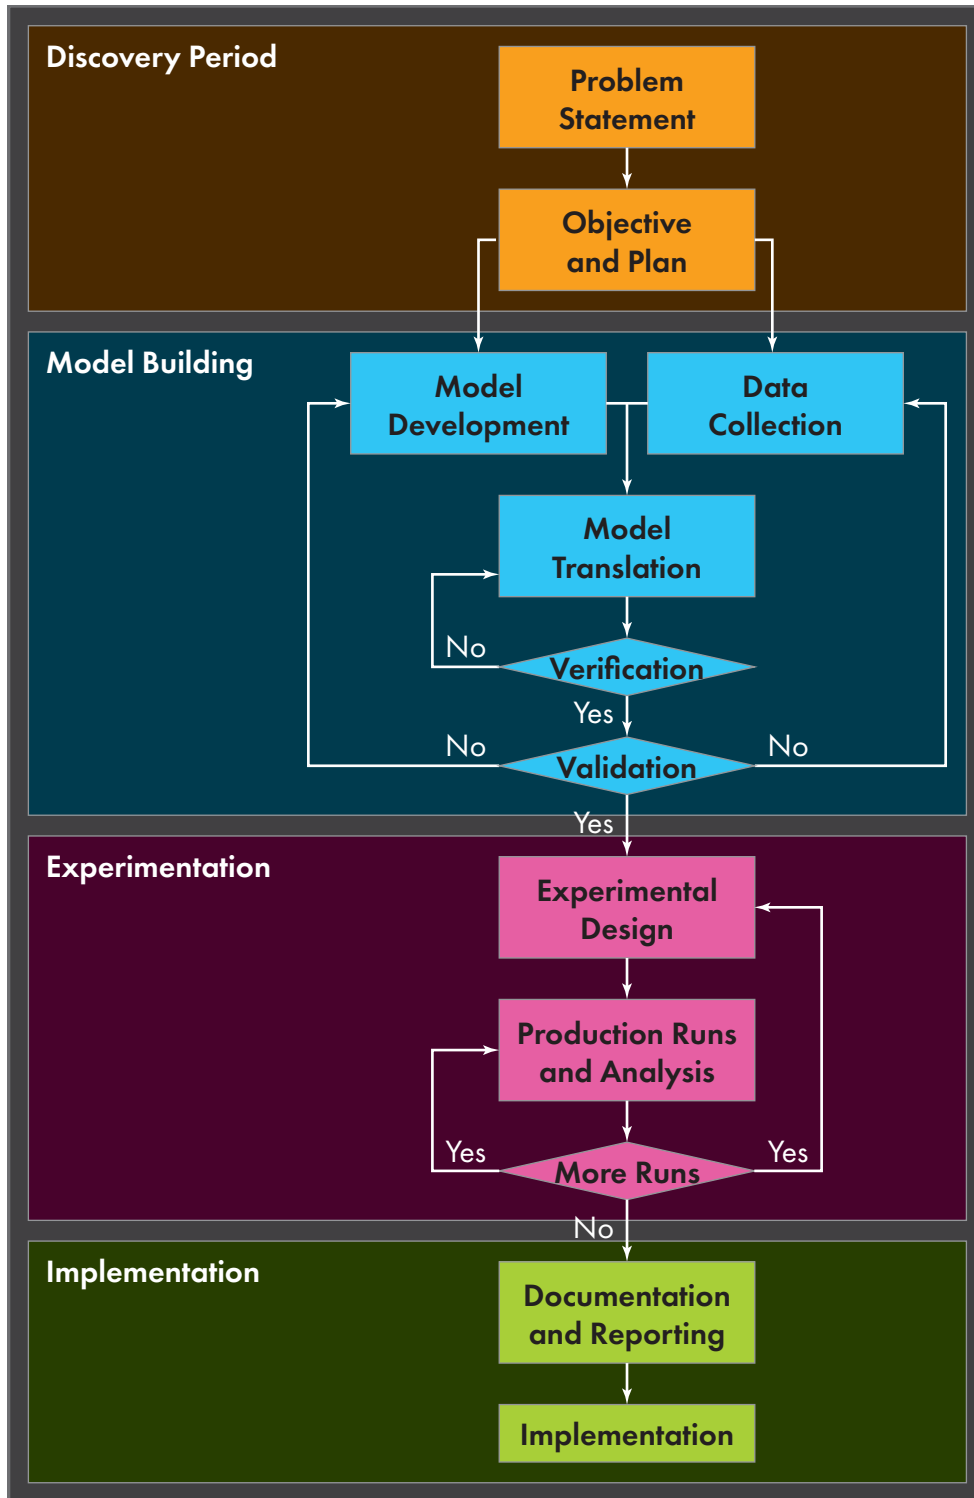 Discovery Period
Problem
Statement
Objective
and Plan
Model Building
Model
Development
Data
Collection
Model
Translation
No
Verification
Yes
No
No
Validation
Yes
Experimentation
Experimental
Design
Production Runs
and Analysis
Yes
Yes
More Runs
No
Implementation
Documentation
and Reporting
Implementation